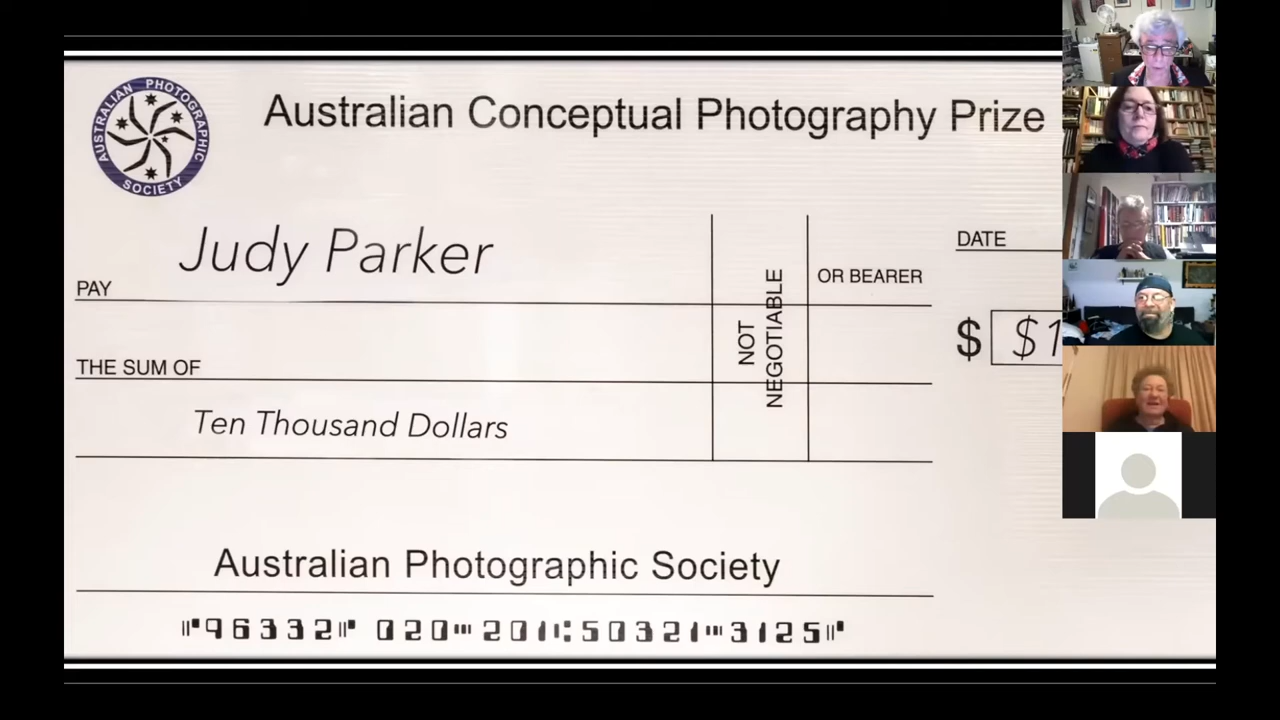 AUSTRALIAN PHOTOGRAPHIC SOCIETY
Australian Conceptual Photography Prize
PAY
Judy Parker
NOT NEGOTIABLE
OR BEARER
DATE
THE SUM OF
$ $1
Ten Thousand Dollars
Australian Photographic Society
⑈96332⑈ 020⑉201⑆50321⑉3125⑈